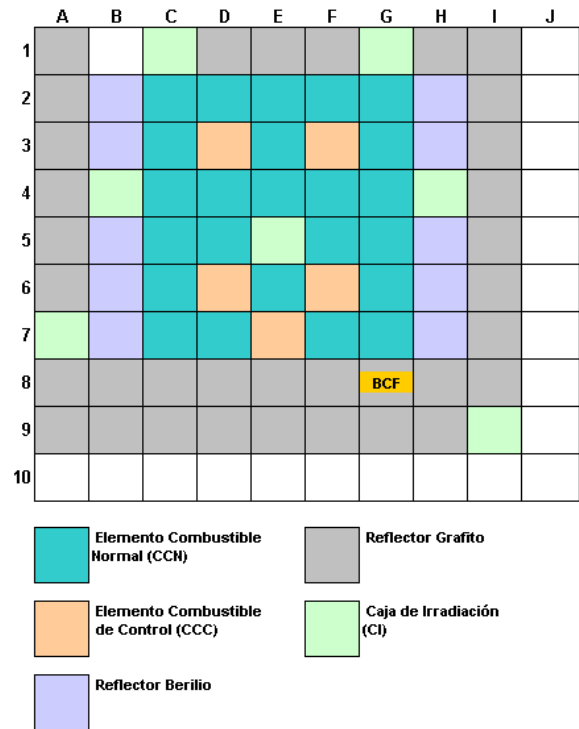 A B C D E F G H I J
1
2
3
4
5
6
7
8 BCF
9
10
Elemento Combustible
Normal (CCN)
Reflector Grafito
Elemento Combustible
de Control (CCC)
Caja de Irradiación
(CI)
Reflector Berilio